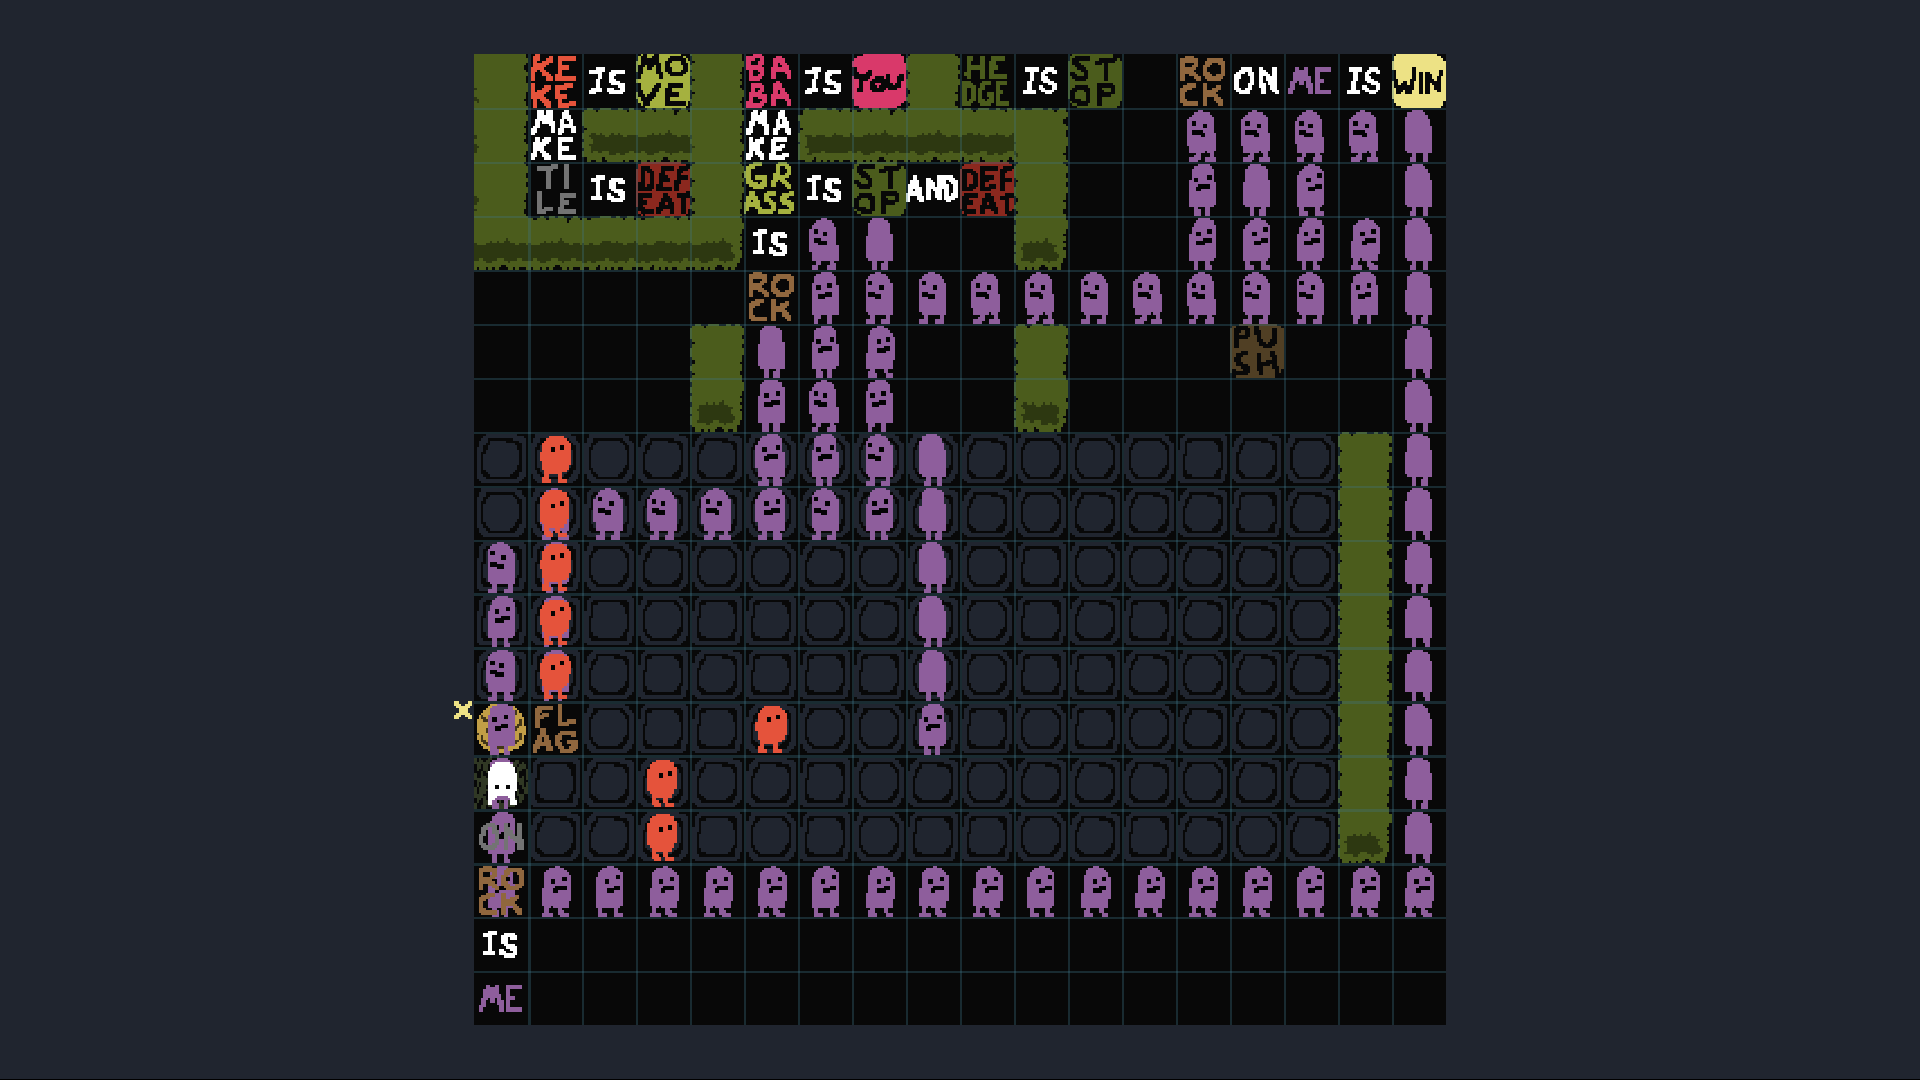 KEKE IS MOVE BABA IS YOU HEDGE IS STOP ROCK ON ME IS WIN
MAKE MAKE
TILE IS DEFEAT GRASS IS STOP AND DEFEAT
IS
ROCK
PUSH
FLAG
ON
ROCK
IS
ME